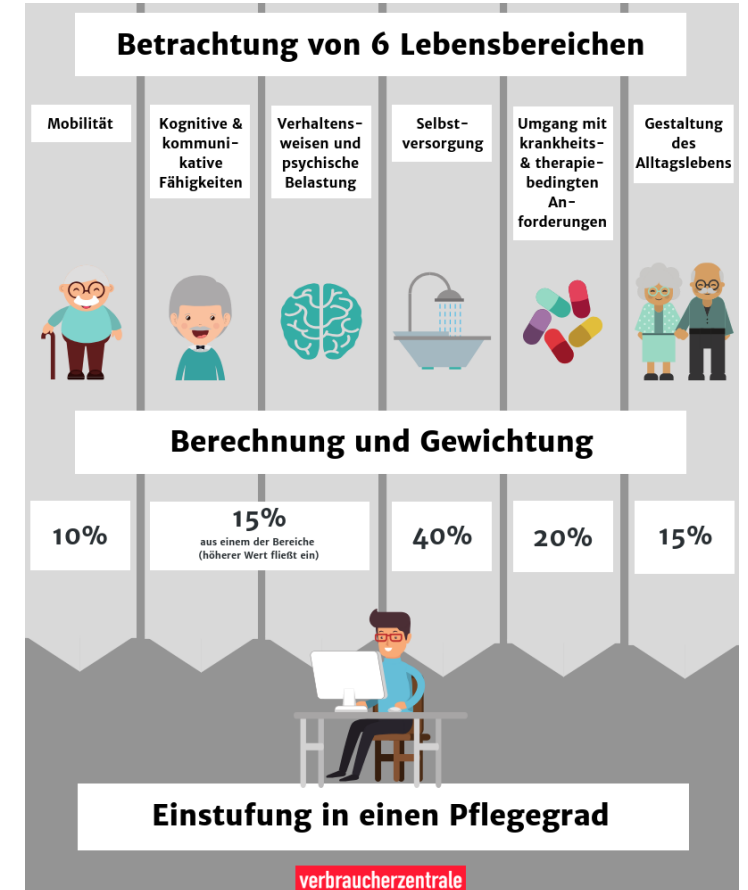 Betrachtung von 6 Lebensbereichen
Mobilität
Kognitive &
kommuni-
kative
Fähigkeiten
Verhaltens-
weisen und
psychische
Belastung
Selbst-
versorgung
Umgang mit
krankheits-
& therapie-
bedingten
An-
forderungen
Gestaltung
des
Alltagslebens
Berechnung und Gewichtung
10%
15%
aus einem der Bereiche
(höherer Wert fließt ein)
40%
20%
15%
Einstufung in einen Pflegegrad
verbraucherzentrale